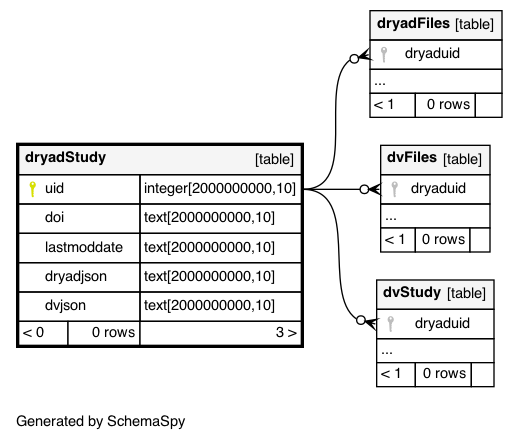 dryadFiles [table]
dryaduid
...
< 1 0 rows
dryadStudy [table]
uid integer[2000000000,10]
doi text[2000000000,10]
lastmoddate text[2000000000,10]
dryadjson text[2000000000,10]
dvjson text[2000000000,10]
< 0 0 rows 3 >
dvFiles [table]
dryaduid
...
< 1 0 rows
dvStudy [table]
dryaduid
...
< 1 0 rows
Generated by SchemaSpy